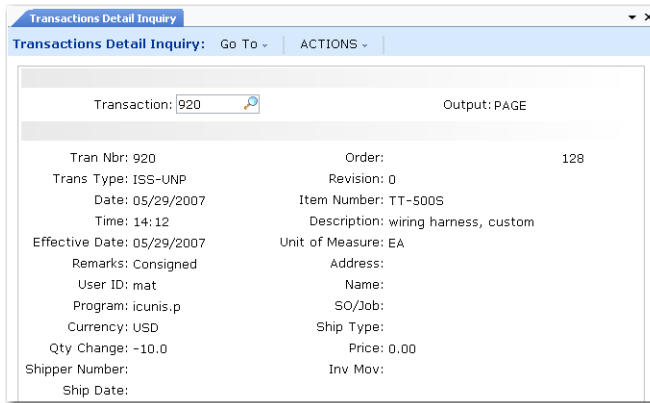 Transactions Detail Inquiry
Transactions Detail Inquiry: Go To ACTIONS
Transaction: 920 Output: PAGE
Tran Nbr: 920 Order: 128
Trans Type: ISS-UNP Revision: 0
Date: 05/29/2007 Item Number: TT-500S
Time: 14:12 Description: wiring harness, custom
Effective Date: 05/29/2007 Unit of Measure: EA
Remarks: Consigned Address:
User ID: mat Name:
Program: icunis.p SO/Job:
Currency: USD Ship Type:
Qty Change: -10.0 Price: 0.00
Shipper Number: Inv Mov:
Ship Date: